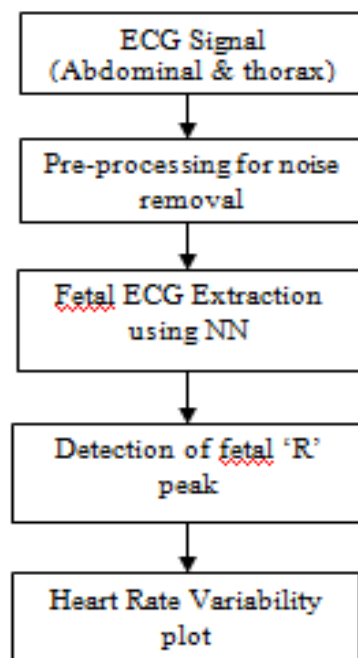 ECG Signal
(Abdominal & thorax)
Pre-processing for noise
removal
Fetal ECG Extraction
using NN
Detection of fetal ‘R’
peak
Heart Rate Variability
plot